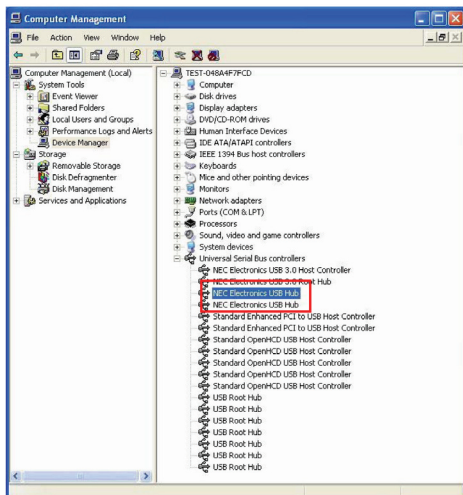 Computer Management
File Action View Window Help
Computer Management (Local)
System Tools
Event Viewer
Shared Folders
Local Users and Groups
Performance Logs and Alerts
Device Manager
Storage
Removable Storage
Disk Defragmenter
Disk Management
Services and Applications
TEST-048A4F7FCD
Computer
Disk drives
Display adapters
DVD/CD-ROM drives
Human Interface Devices
IDE ATA/ATAPI controllers
IEEE 1394 Bus host controllers
Keyboards
Mice and other pointing devices
Monitors
Network adapters
Ports (COM & LPT)
Processors
Sound, video and game controllers
System devices
Universal Serial Bus controllers
NEC Electronics USB 3.0 Host Controller
NEC Electronics USB 3.0 Root Hub
NEC Electronics USB Hub
NEC Electronics USB Hub
Standard Enhanced PCI to USB Host Controller
Standard Enhanced PCI to USB Host Controller
Standard OpenHCD USB Host Controller
Standard OpenHCD USB Host Controller
Standard OpenHCD USB Host Controller
Standard OpenHCD USB Host Controller
Standard OpenHCD USB Host Controller
USB Root Hub
USB Root Hub
USB Root Hub
USB Root Hub
USB Root Hub
USB Root Hub
USB Root Hub